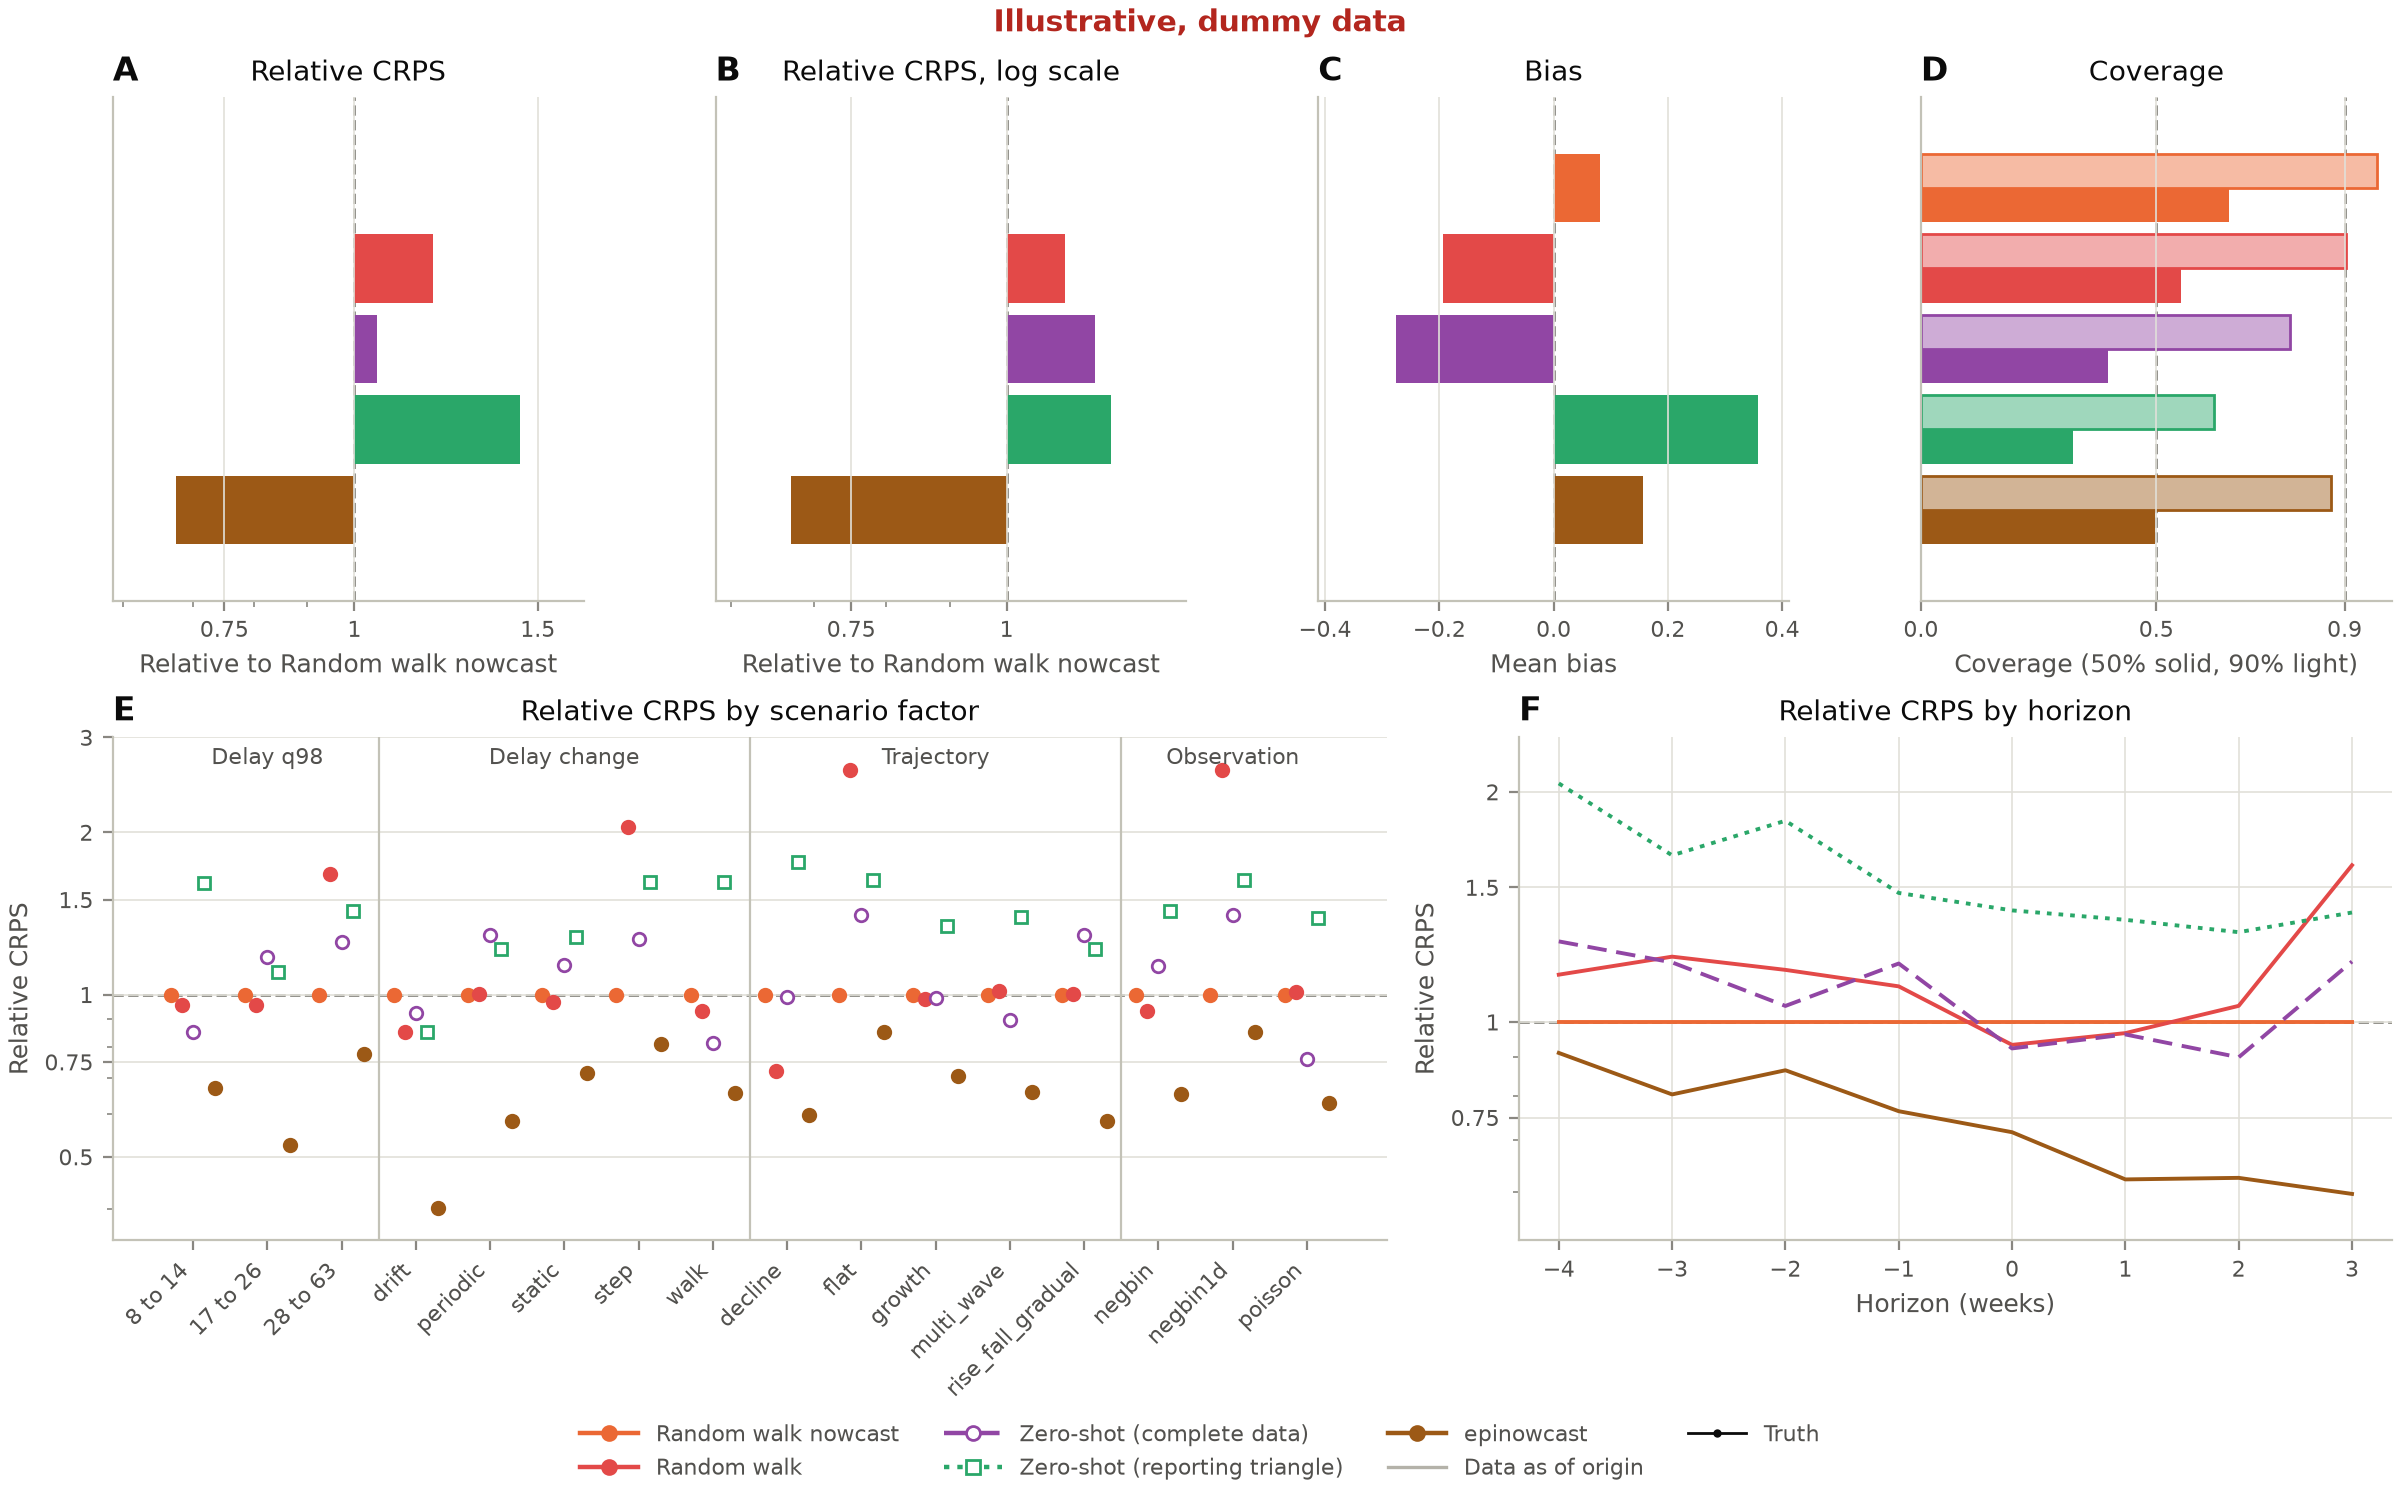 Illustrative, dummy data
A
Relative CRPS
0.75
1
1.5
Relative to Random walk nowcast
B
Relative CRPS, log scale
0.75
1
Relative to Random walk nowcast
C
Bias
−0.4
−0.2
0.0
0.2
0.4
Mean bias
D
Coverage
0.0
0.5
0.9
Coverage (50% solid, 90% light)
E
Relative CRPS by scenario factor
Delay q98
Delay change
Trajectory
Observation
3
2
1.5
1
0.75
0.5
Relative CRPS
8 to 14
17 to 26
28 to 63
drift
periodic
static
step
walk
decline
flat
growth
multi_wave
rise_fall_gradual
negbin
negbin1d
poisson
F
Relative CRPS by horizon
2
1.5
1
0.75
Relative CRPS
−4
−3
−2
−1
0
1
2
3
Horizon (weeks)
Random walk nowcast
Random walk
Zero-shot (complete data)
Zero-shot (reporting triangle)
epinowcast
Data as of origin
Truth